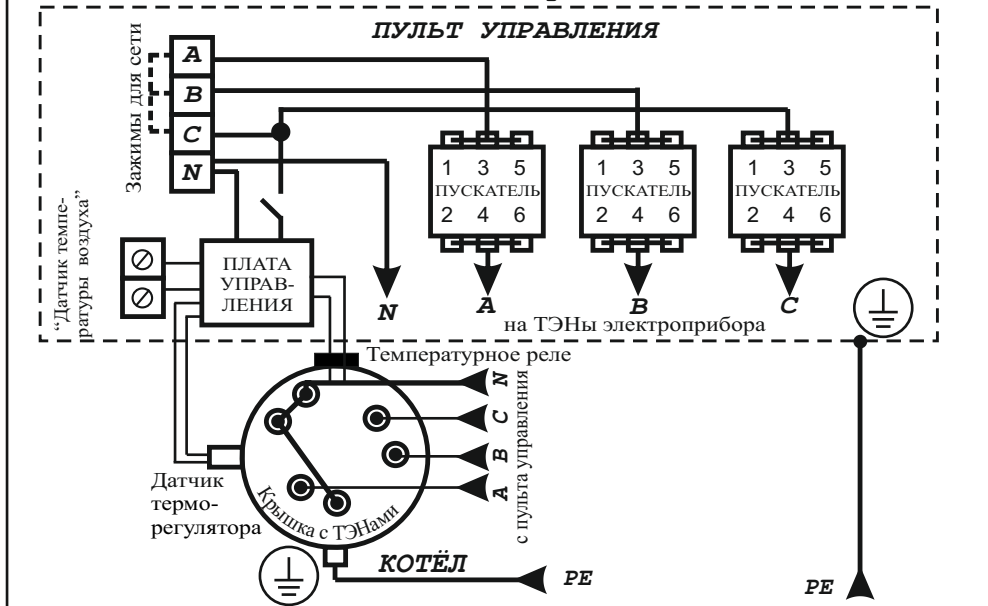 ПУЛЬТ УПРАВЛЕНИЯ
Зажимы для сети
A
B
C
N
1 3 5
ПУСКАТЕЛЬ
2 4 6
1 3 5
ПУСКАТЕЛЬ
2 4 6
1 3 5
ПУСКАТЕЛЬ
2 4 6
“Датчик темпе-
ратуры воздуха”
ПЛАТА
УПРАВ-
ЛЕНИЯ
N
A
B
C
на ТЭНы электроприбора
Температурное реле
N
C
B
A
с пульта управления
Датчик
термо-
регулятора
Крышка с ТЭНами
КОТЁЛ
PE
PE